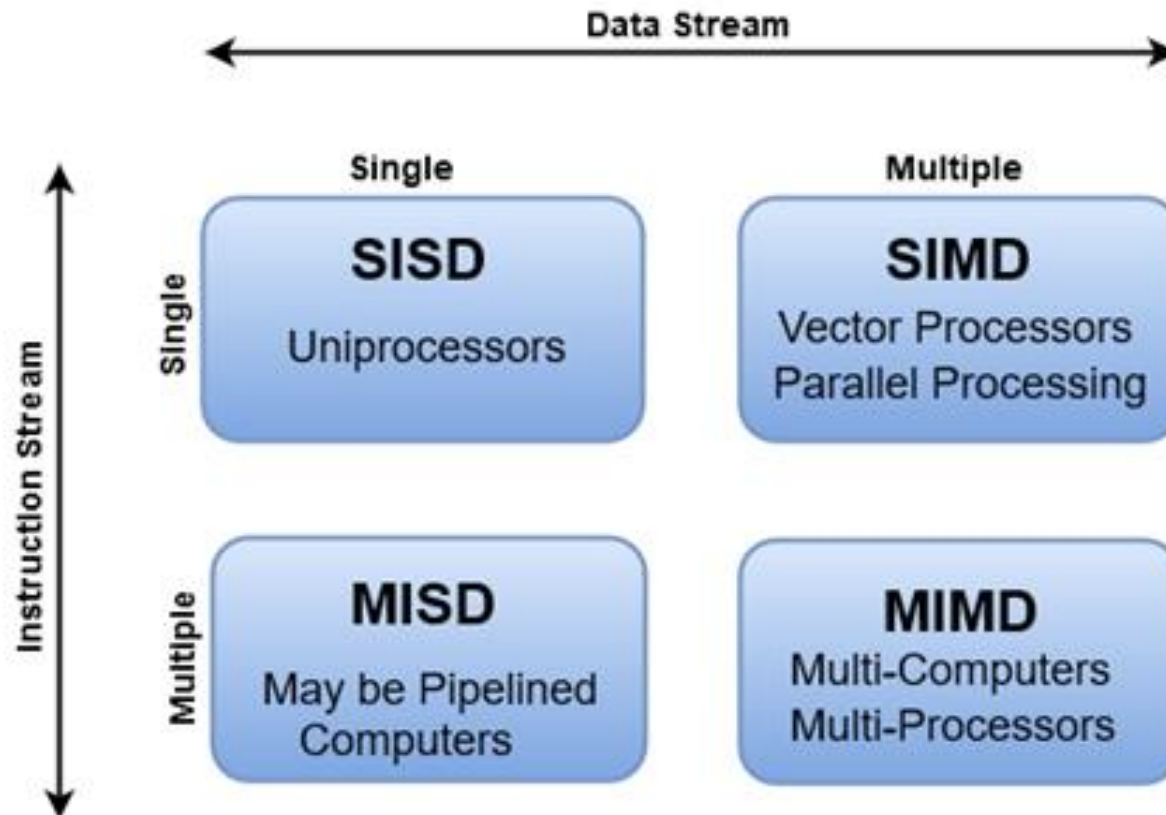 Data Stream
Single
Multiple
Instruction Stream
Single
SISD
Uniprocessors
SIMD
Vector Processors
Parallel Processing
Multiple
MISD
May be Pipelined
Computers
MIMD
Multi-Computers
Multi-Processors